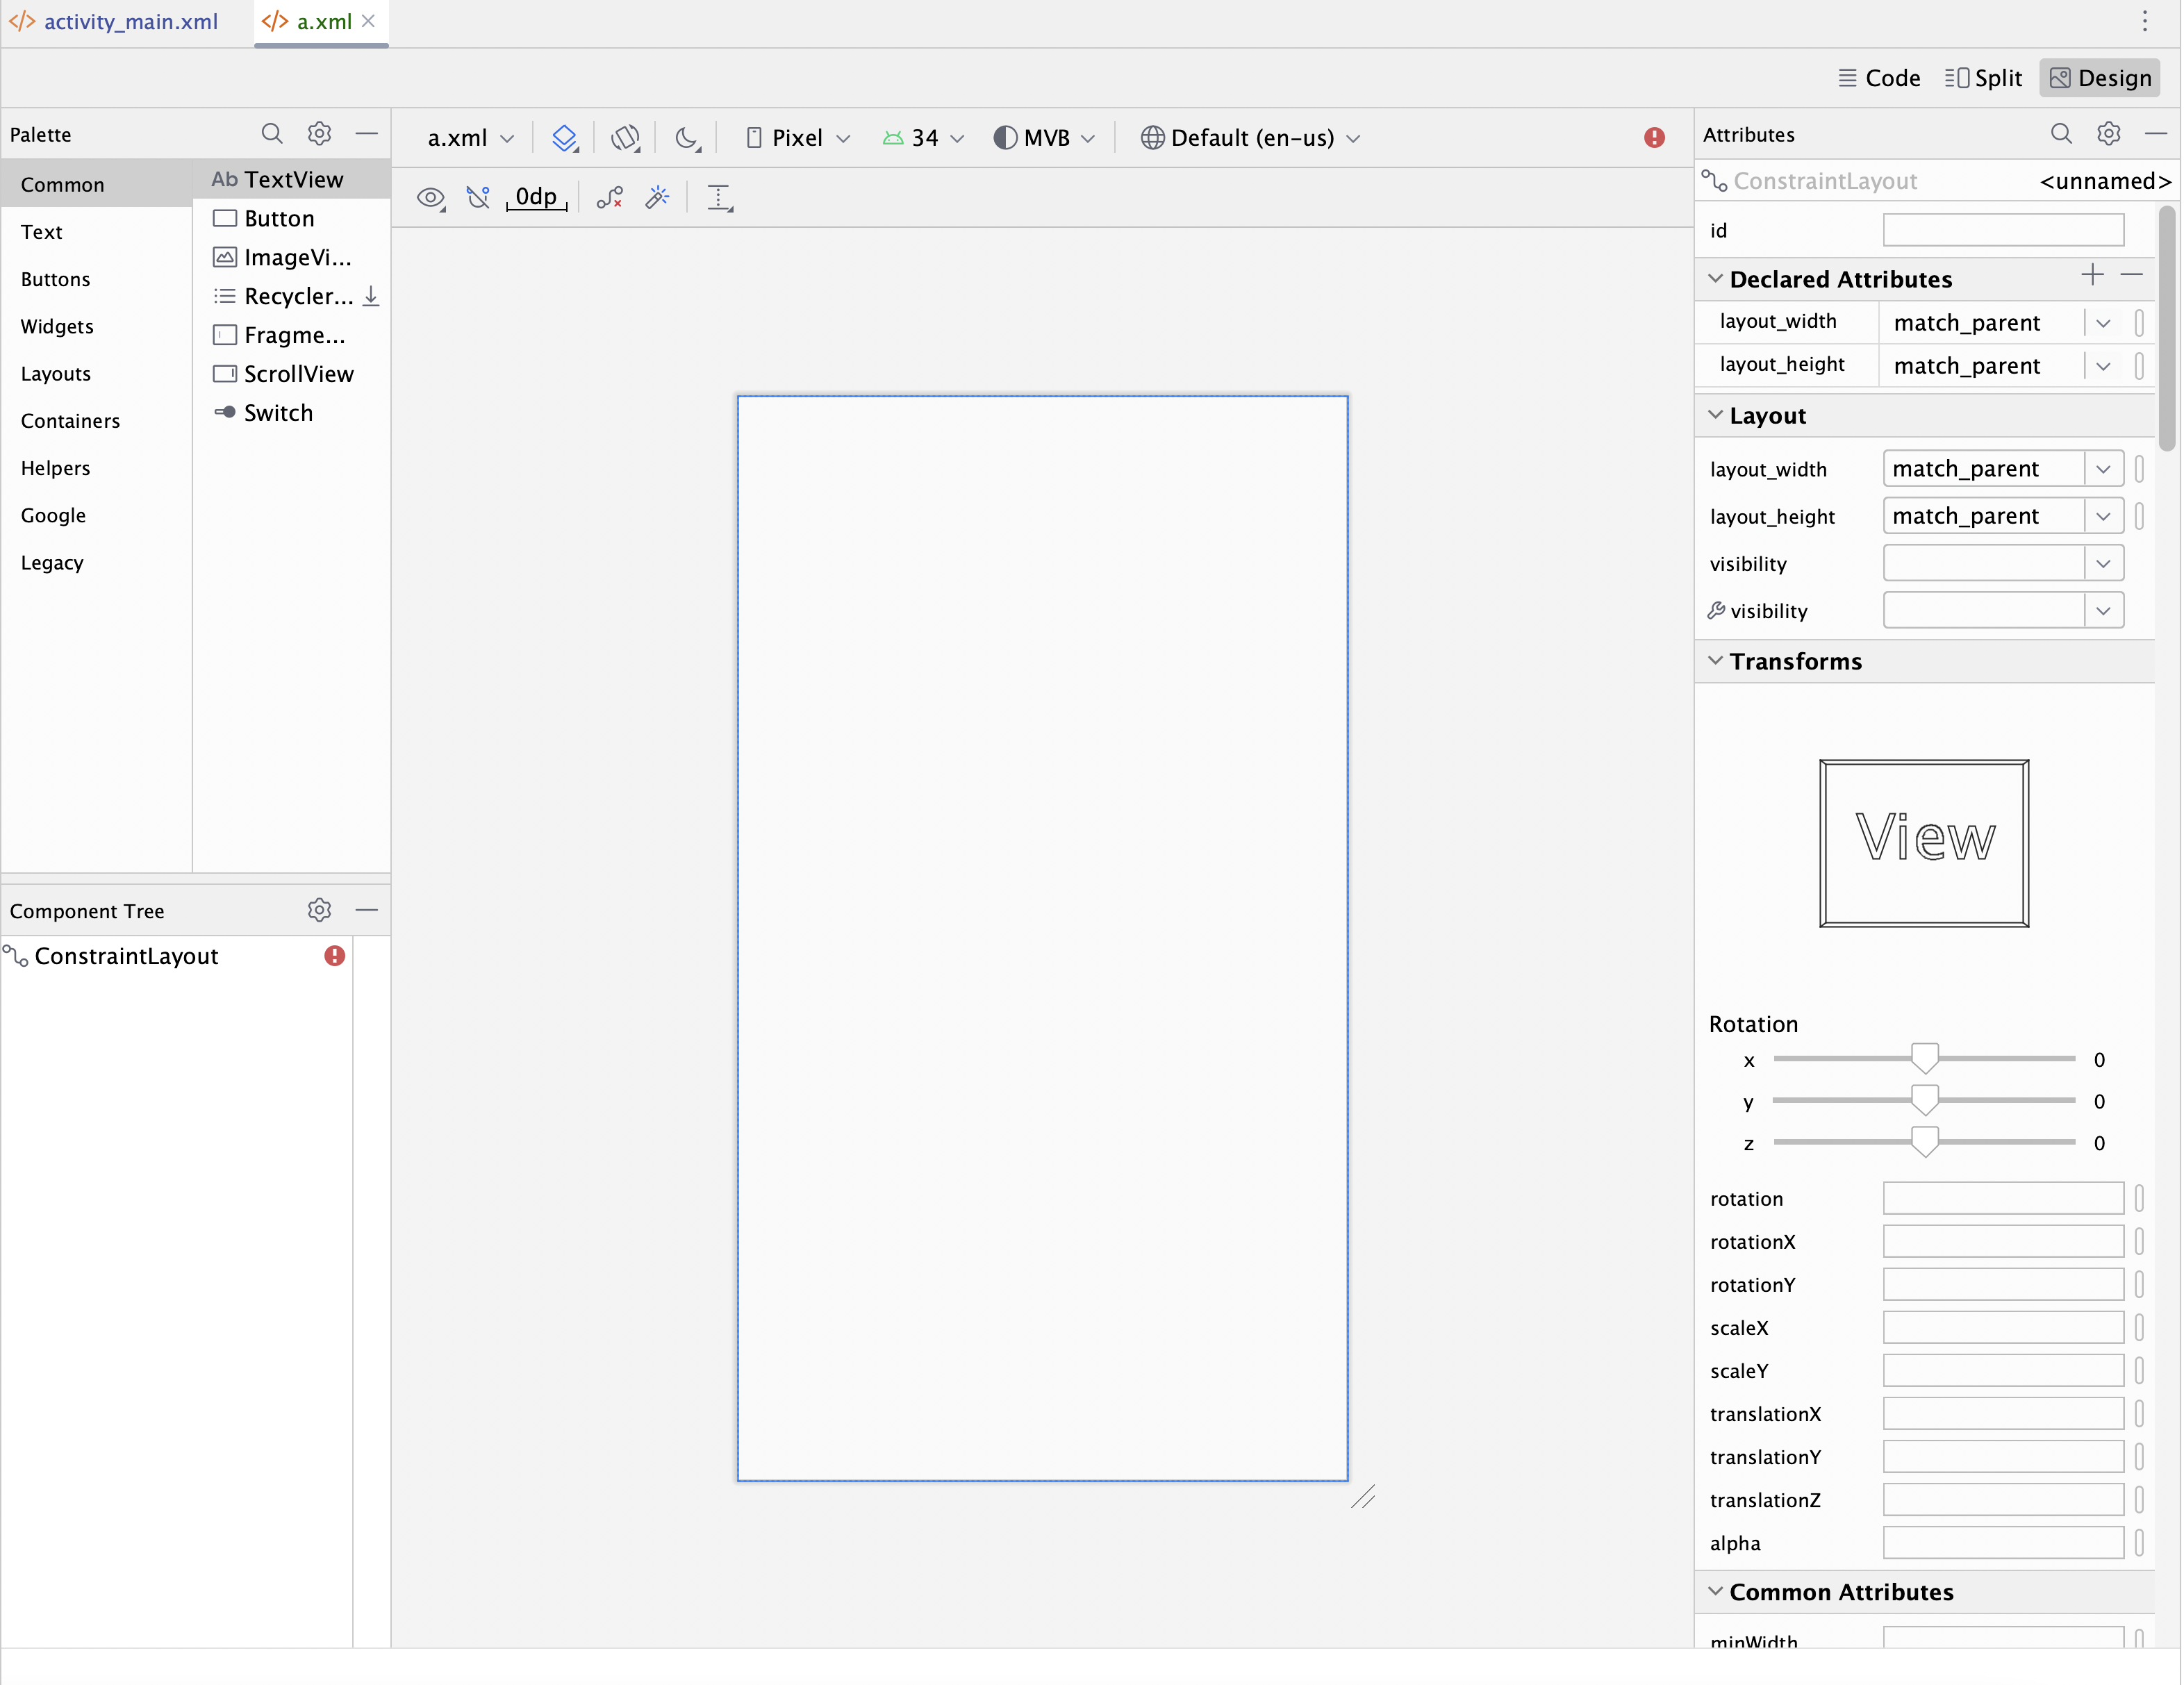 activity_main.xml
a.xml
Code
Split
Design
Palette
Common
Text
Buttons
Widgets
Layouts
Containers
Helpers
Google
Legacy
Ab TextView
Button
ImageVi...
Recycler...
Fragme...
ScrollView
Switch
Component Tree
ConstraintLayout
a.xml
Pixel
34
MVB
Default (en-us)
0dp
Attributes
ConstraintLayout
<unnamed>
id
Declared Attributes
layout_width match_parent
layout_height match_parent
Layout
layout_width match_parent
layout_height match_parent
visibility
visibility
Transforms
View
Rotation
x 0
y 0
z 0
rotation
rotationX
rotationY
scaleX
scaleY
translationX
translationY
translationZ
alpha
Common Attributes
minWidth